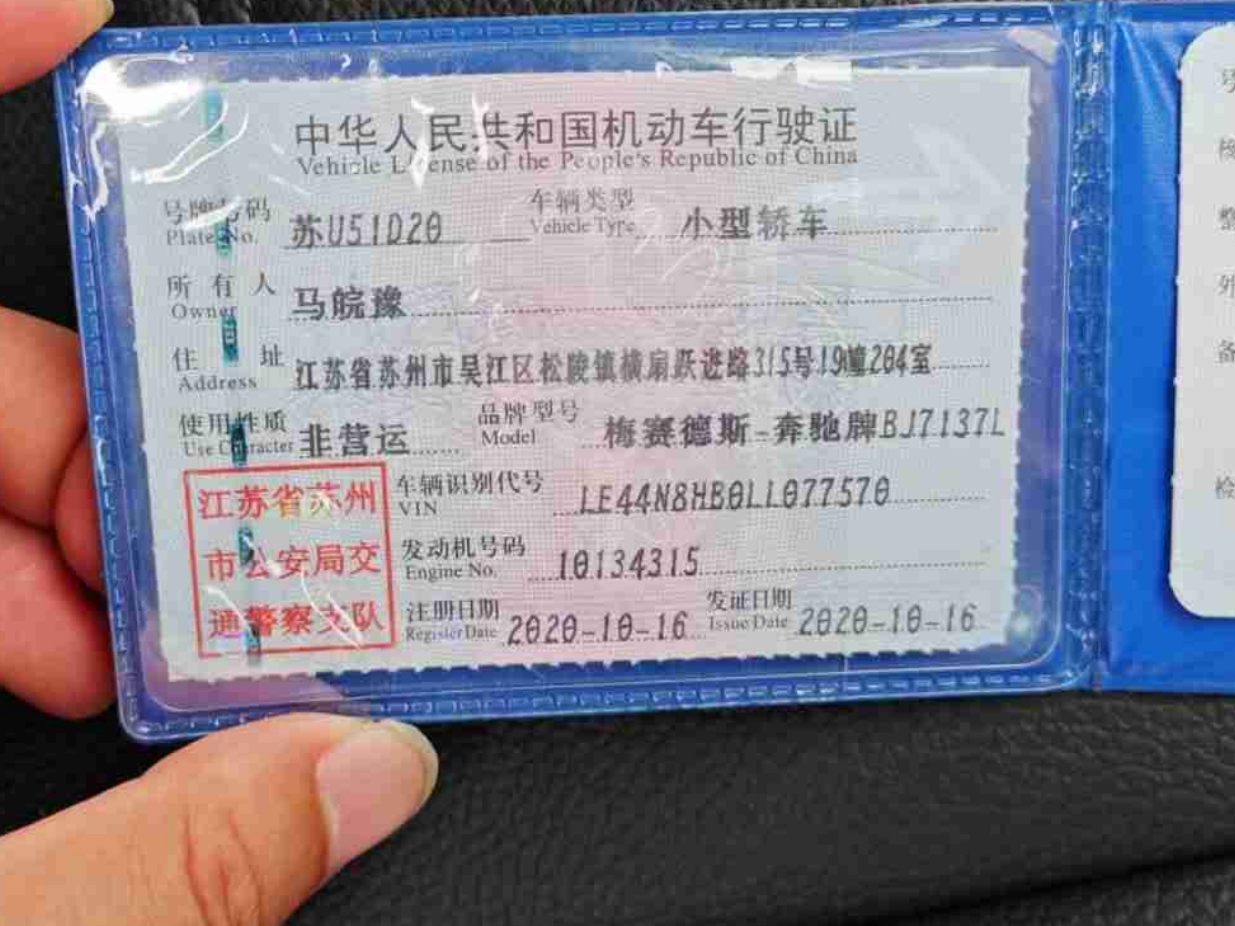 中华人民共和国机动车行驶证
Vehicle License of the People's Republic of China
号牌号码 苏U51D20 车辆类型 小型轿车
Plate No. Vehicle Type
所有人 马皖豫
Owner
住址 江苏省苏州市吴江区松陵镇横扇跃进路315号19幢204室
Address
使用性质 非营运 品牌型号 梅赛德斯-奔驰牌BJ7137L
Use Character Model
江苏省苏州
市公安局交
通警察支队
车辆识别代号 LE44N8HB0LL077570
VIN
发动机号码 10134315
Engine No.
注册日期 2020-10-16 发证日期 2020-10-16
Register Date Issue Date